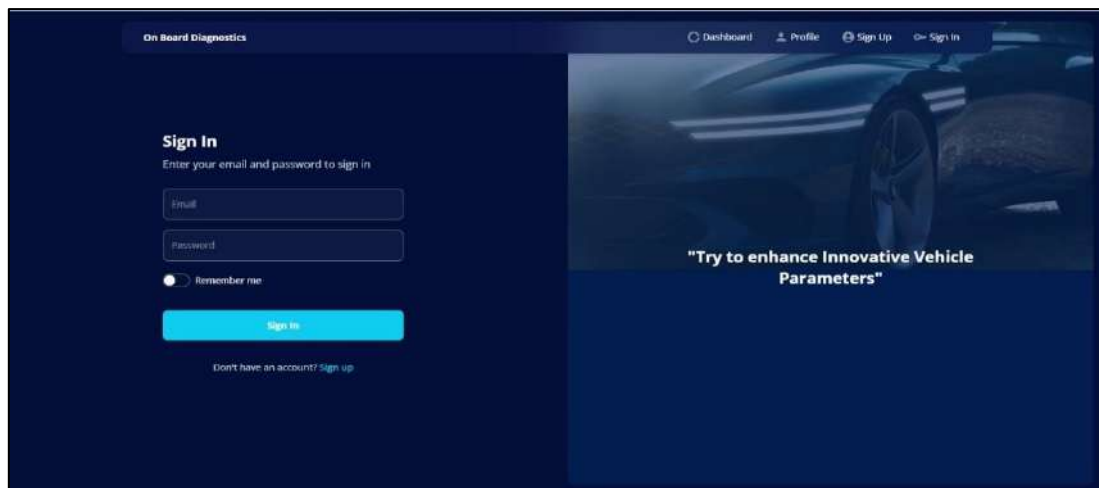 On Board Diagnostics
Dashboard Profile Sign Up Sign In
Sign In
Enter your email and password to sign in
Email
Password
Remember me
Sign In
Don't have an account? Sign up
"Try to enhance Innovative Vehicle
Parameters"